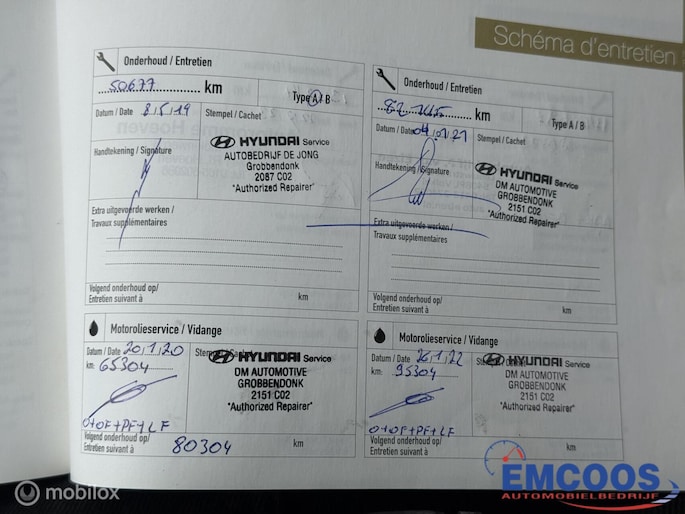 Schéma d'entretien
Onderhoud / Entretien
50677 km
Type A / B
Datum / Date 8/5/19 Stempel / Cachet
HYUNDAI Service
AUTOBEDRIJF DE JONG
Grobbendonk
2087 C02
"Authorized Repairer"
Handtekening / Signature
Extra uitgevoerde werken /
Travaux supplémentaires
Volgend onderhoud op/
Entretien suivant à km
Onderhoud / Entretien
km
Type A / B
Datum / Date 04/01/21 Stempel / Cachet
HYUNDAI Service
DM AUTOMOTIVE
GROBBENDONK
2151 C02
"Authorized Repairer"
Handtekening / Signature
Extra uitgevoerde werken /
Travaux supplémentaires
Volgend onderhoud op/
Entretien suivant à km
Motorolieservice / Vidange
Datum / Date 20/1/20
km: 65304
HYUNDAI Service
DM AUTOMOTIVE
GROBBENDONK
2151 C02
"Authorized Repairer"
O+OF+PF+LF
Volgend onderhoud op/
Entretien suivant à 80304 km
Motorolieservice / Vidange
Datum / Date 26/1/22
km: 95304
HYUNDAI Service
DM AUTOMOTIVE
GROBBENDONK
2151 C02
"Authorized Repairer"
O+OF+PF+LF
Volgend onderhoud op/
Entretien suivant à km
mobilox
EMCOOS
AUTOMOBIELBEDRIJF